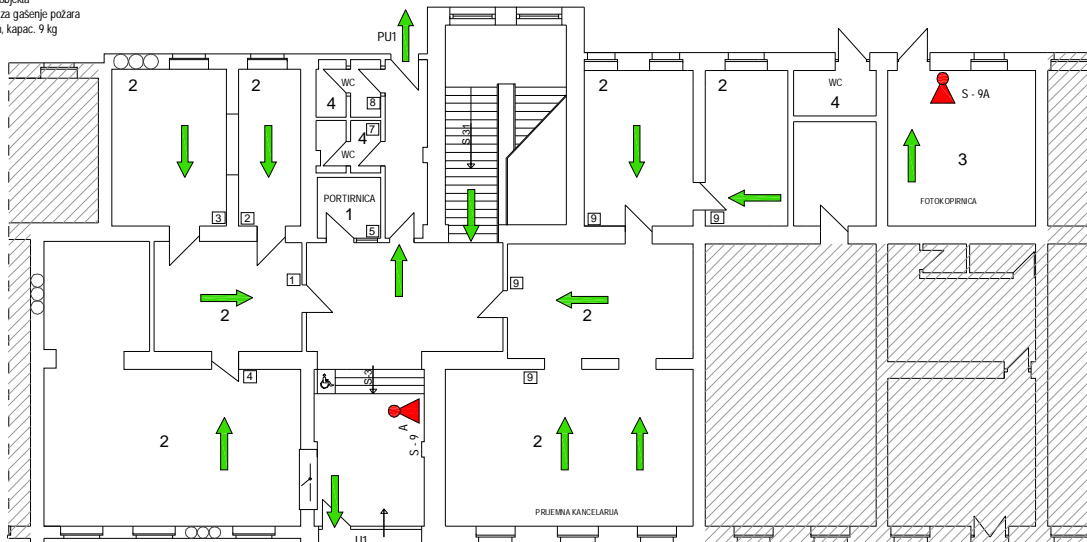 za gašenje požara
kapac. 9 kg
PU1
2
2
WC
4
8
7
4
WC
2
2
WC
4
S - 9A
3
FOTOKOPIRNICA
S-31
PORTIRNICA
1
3
2
5
9
9
1
2
9
2
4
S-3
9
A
S - 9
2
2
PRIJEMNA KANCELARIJA
U1